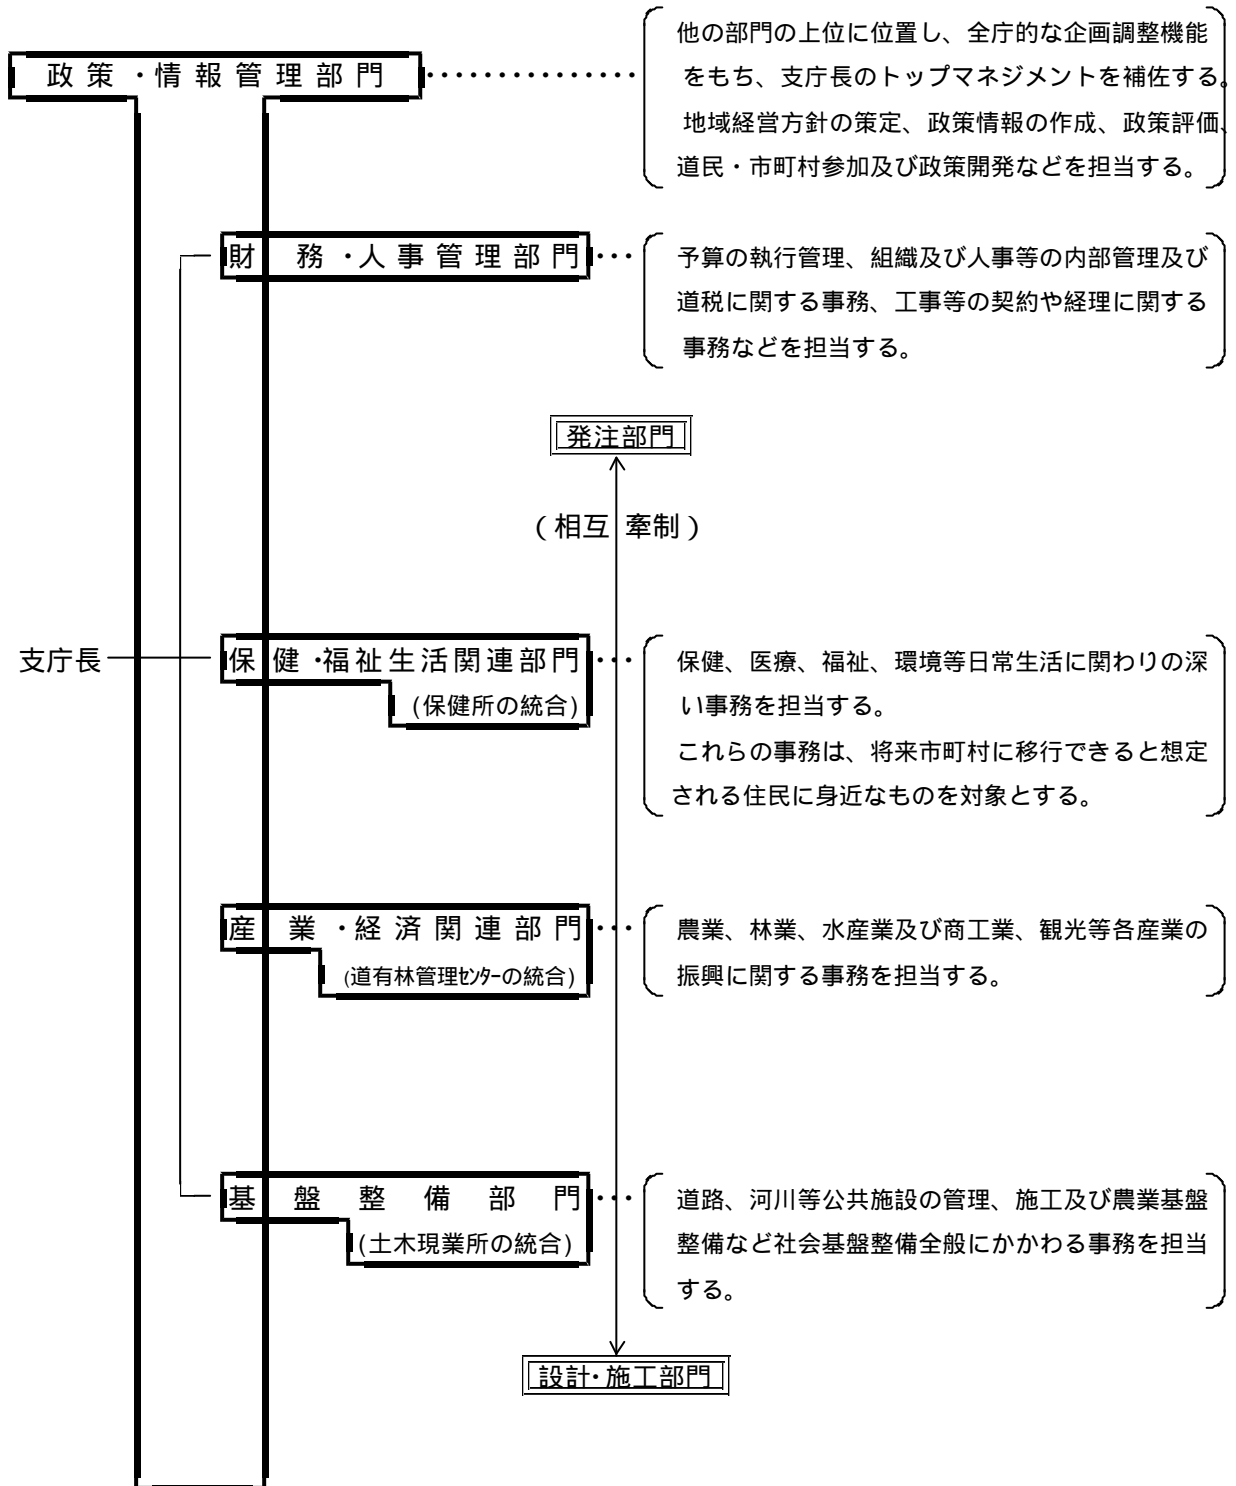 政策・情報管理部門
他の部門の上位に位置し、全庁的な企画調整機能
をもち、支庁長のトップマネジメントを補佐する。
地域経営方針の策定、政策情報の作成、政策評価、
道民・市町村参加及び政策開発などを担当する。
財務・人事管理部門
予算の執行管理、組織及び人事等の内部管理及び
道税に関する事務、工事等の契約や経理に関する
事務などを担当する。
発注部門
(相互牽制)
支庁長
保健・福祉生活関連部門
(保健所の統合)
保健、医療、福祉、環境等日常生活に関わりの深
い事務を担当する。
これらの事務は、将来市町村に移行できると想定
される住民に身近なものを対象とする。
産業・経済関連部門
(道有林管理ｾﾝﾀｰの統合)
農業、林業、水産業及び商工業、観光等各産業の
振興に関する事務を担当する。
基盤整備部門
(土木現業所の統合)
道路、河川等公共施設の管理、施工及び農業基盤
整備など社会基盤整備全般にかかわる事務を担当
する。
設計・施工部門